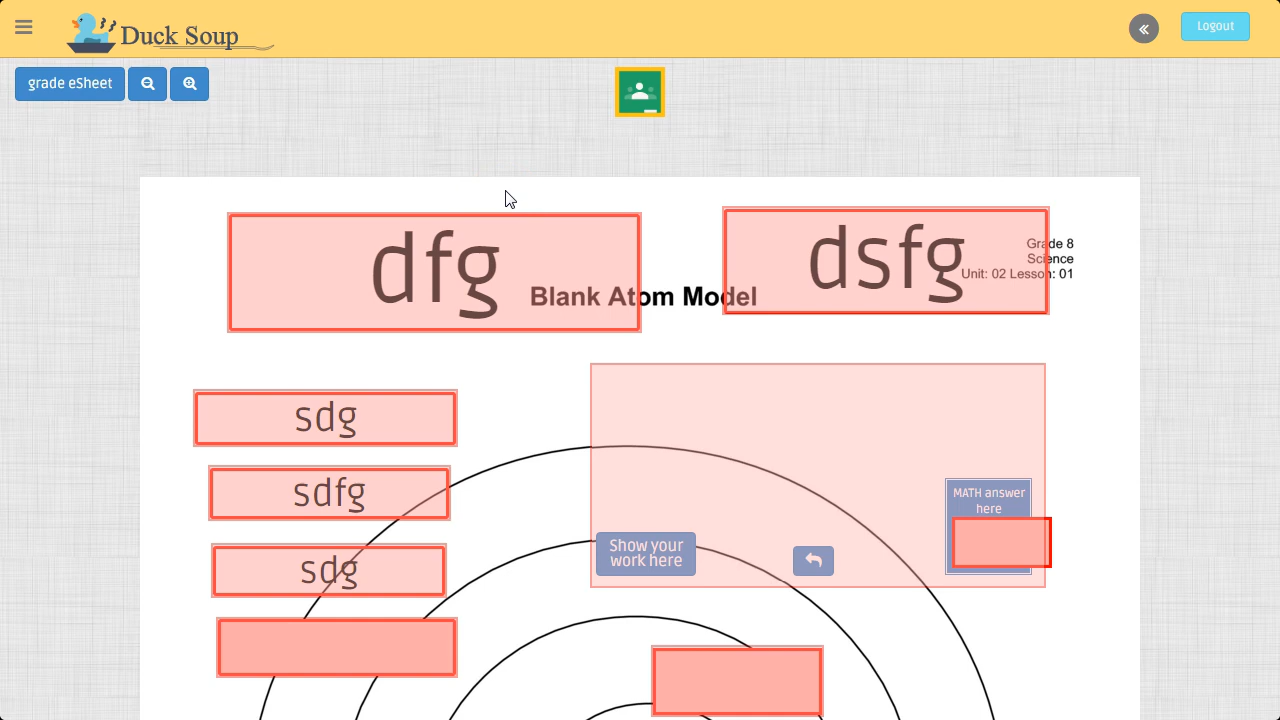 Duck Soup
Logout
grade eSheet
dfg
dsfg
Grade 8
Science
Unit: 02 Lesson: 01
Blank Atom Model
sdg
sdfg
sdg
MATH answer
here
Show your
work here